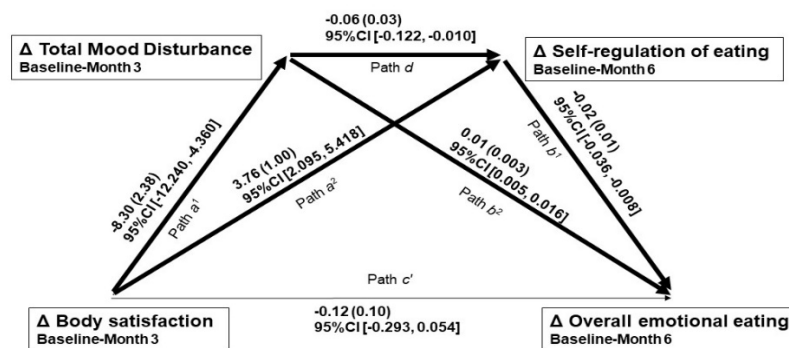 -0.06 (0.03)
95%CI [-0.122, -0.010]
Δ Total Mood Disturbance
Baseline-Month 3
Path d
Δ Self-regulation of eating
Baseline-Month 6
-8.30 (2.38)
95%CI [-12.240, -4.360]
Path a¹
3.76 (1.00)
95%CI [2.095, 5.418]
Path a²
0.01 (0.003)
95%CI [0.005, 0.016]
Path b²
-0.02 (0.01)
95%CI [-0.036, -0.008]
Path b¹
Path c'
Δ Body satisfaction
Baseline-Month 3
-0.12 (0.10)
95%CI [-0.293, 0.054]
Δ Overall emotional eating
Baseline-Month 6